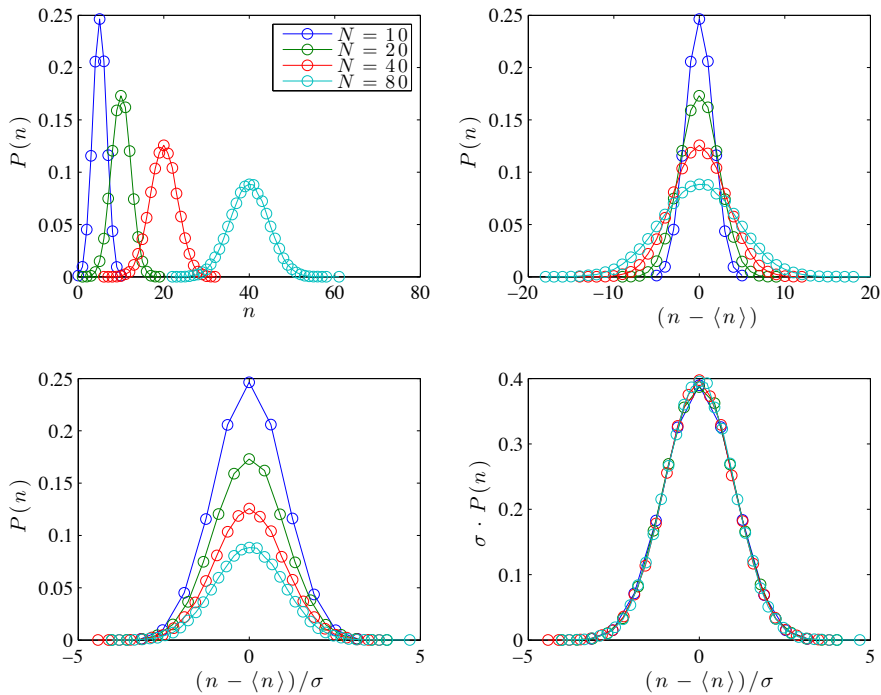 0.25
0.2
0.15
0.1
0.05
0
P(n)
0 20 40 60 80
n
N = 10
N = 20
N = 40
N = 80
0.25
0.2
0.15
0.1
0.05
0
P(n)
−20 −10 0 10 20
(n − ⟨n⟩)
0.25
0.2
0.15
0.1
0.05
0
P(n)
−5 0 5
(n − ⟨n⟩)/σ
0.4
0.3
0.2
0.1
0
σ · P(n)
−5 0 5
(n − ⟨n⟩)/σ